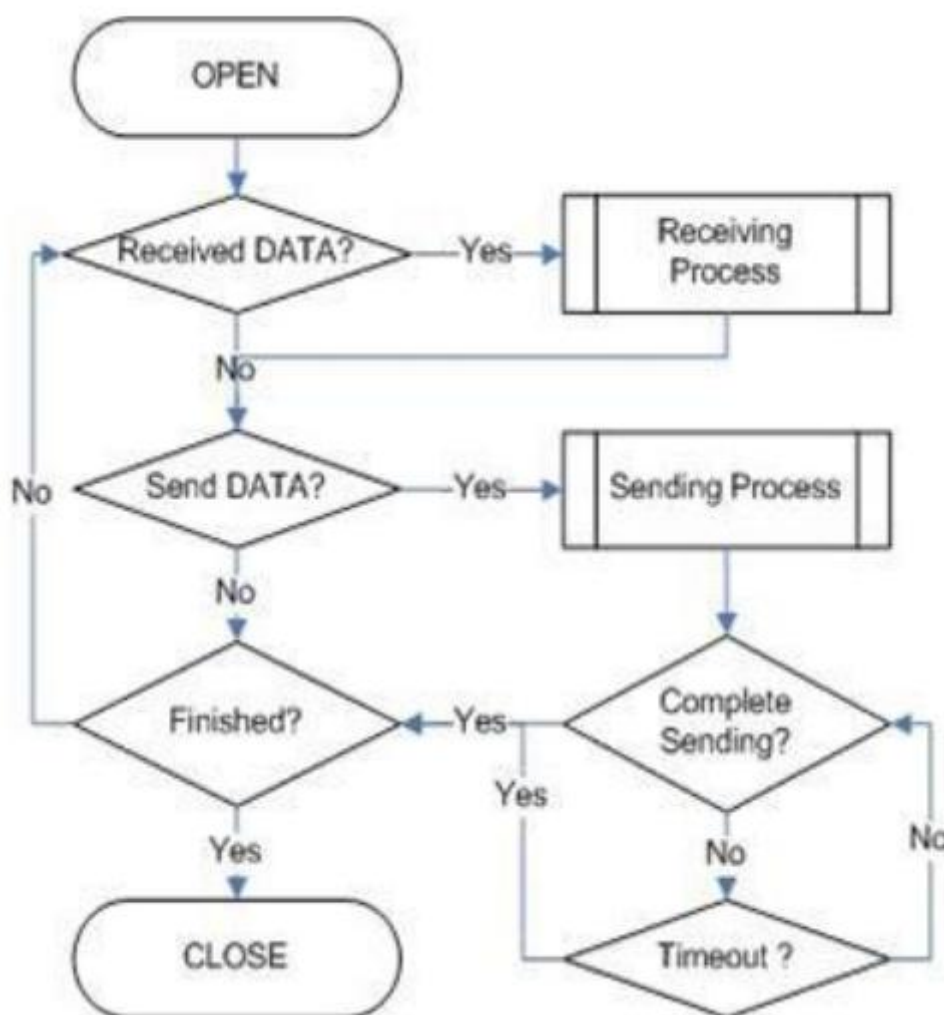 OPEN
Received DATA?
Yes
Receiving
Process
No
Send DATA?
Yes
Sending Process
No
No
Finished?
Yes
Complete
Sending?
Yes
No
No
Yes
CLOSE
Timeout ?